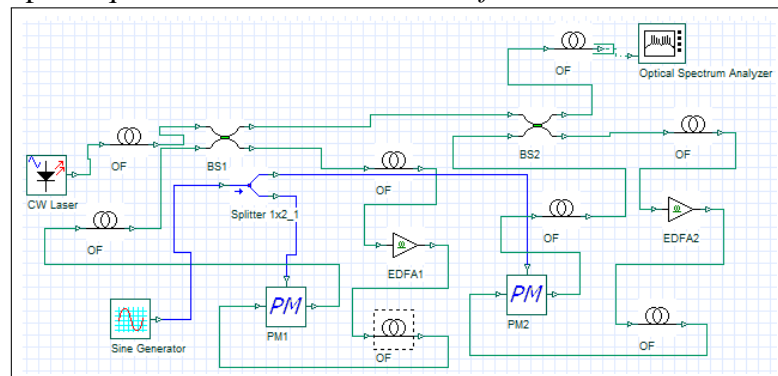 OF
Optical Spectrum Analyzer
OF
BS1
BS2
OF
CW Laser
OF
Splitter 1x2_1
OF
OF
EDFA1
EDFA2
PM
PM
Sine Generator
PM1
OF
PM2
OF